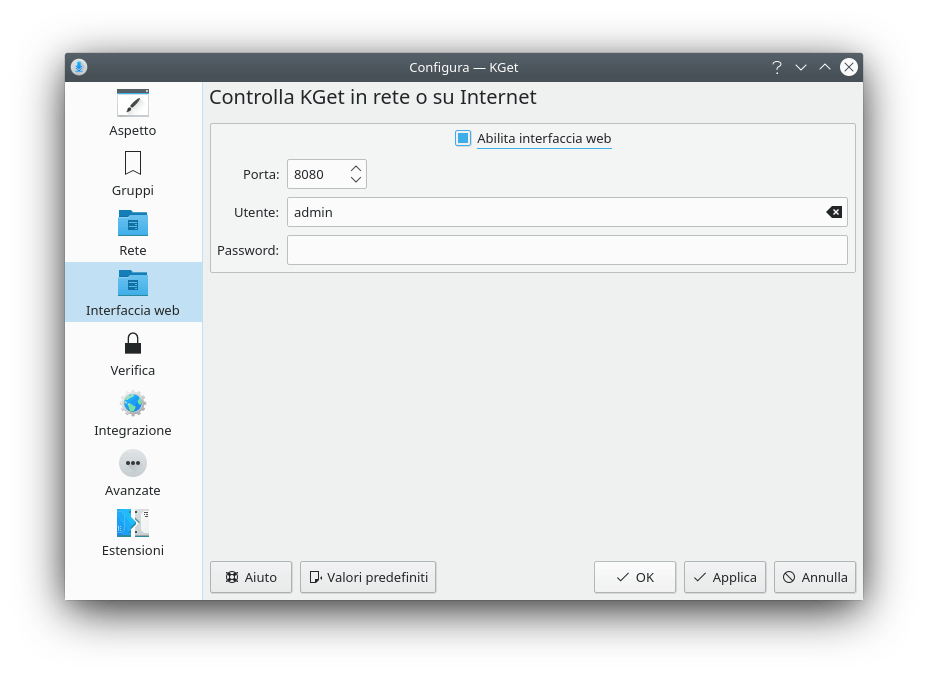 Configura — KGet
Aspetto
Gruppi
Rete
Interfaccia web
Verifica
Integrazione
Avanzate
Estensioni
Controlla KGet in rete o su Internet
Abilita interfaccia web
Porta: 8080
Utente: admin
Password:
Aiuto Valori predefiniti OK Applica Annulla